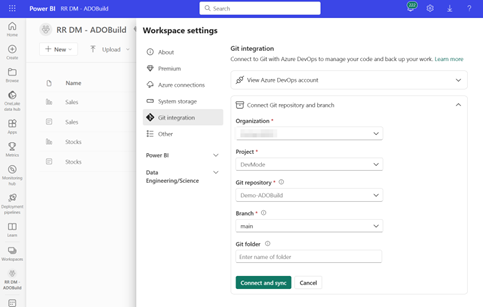 Power BI
RR DM - ADOBuild
Search
Home
Create
Browse
OneLake
data hub
Apps
Metrics
Monitoring
hub
Deployment
pipelines
Learn
Workspaces
RR DM -
ADOBuild
RR DM - ADOBuild
+ New
Upload
Name
Sales
Sales
Stocks
Stocks
Workspace settings
About
Premium
Azure connections
System storage
Git integration
Other
Power BI
Data
Engineering/Science
Git integration
Connect to Git with Azure DevOps to manage your code and back up your work. Learn more
View Azure DevOps account
Connect Git repository and branch
Organization *
Project *
DevMode
Git repository *
Demo-ADOBuild
Branch *
main
Git folder
Enter name of folder
Connect and sync
Cancel